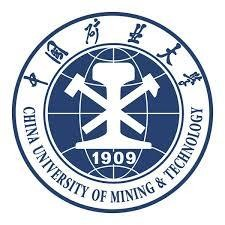 中国矿业大学
CHINA UNIVERSITY OF MINING & TECHNOLOGY
1909